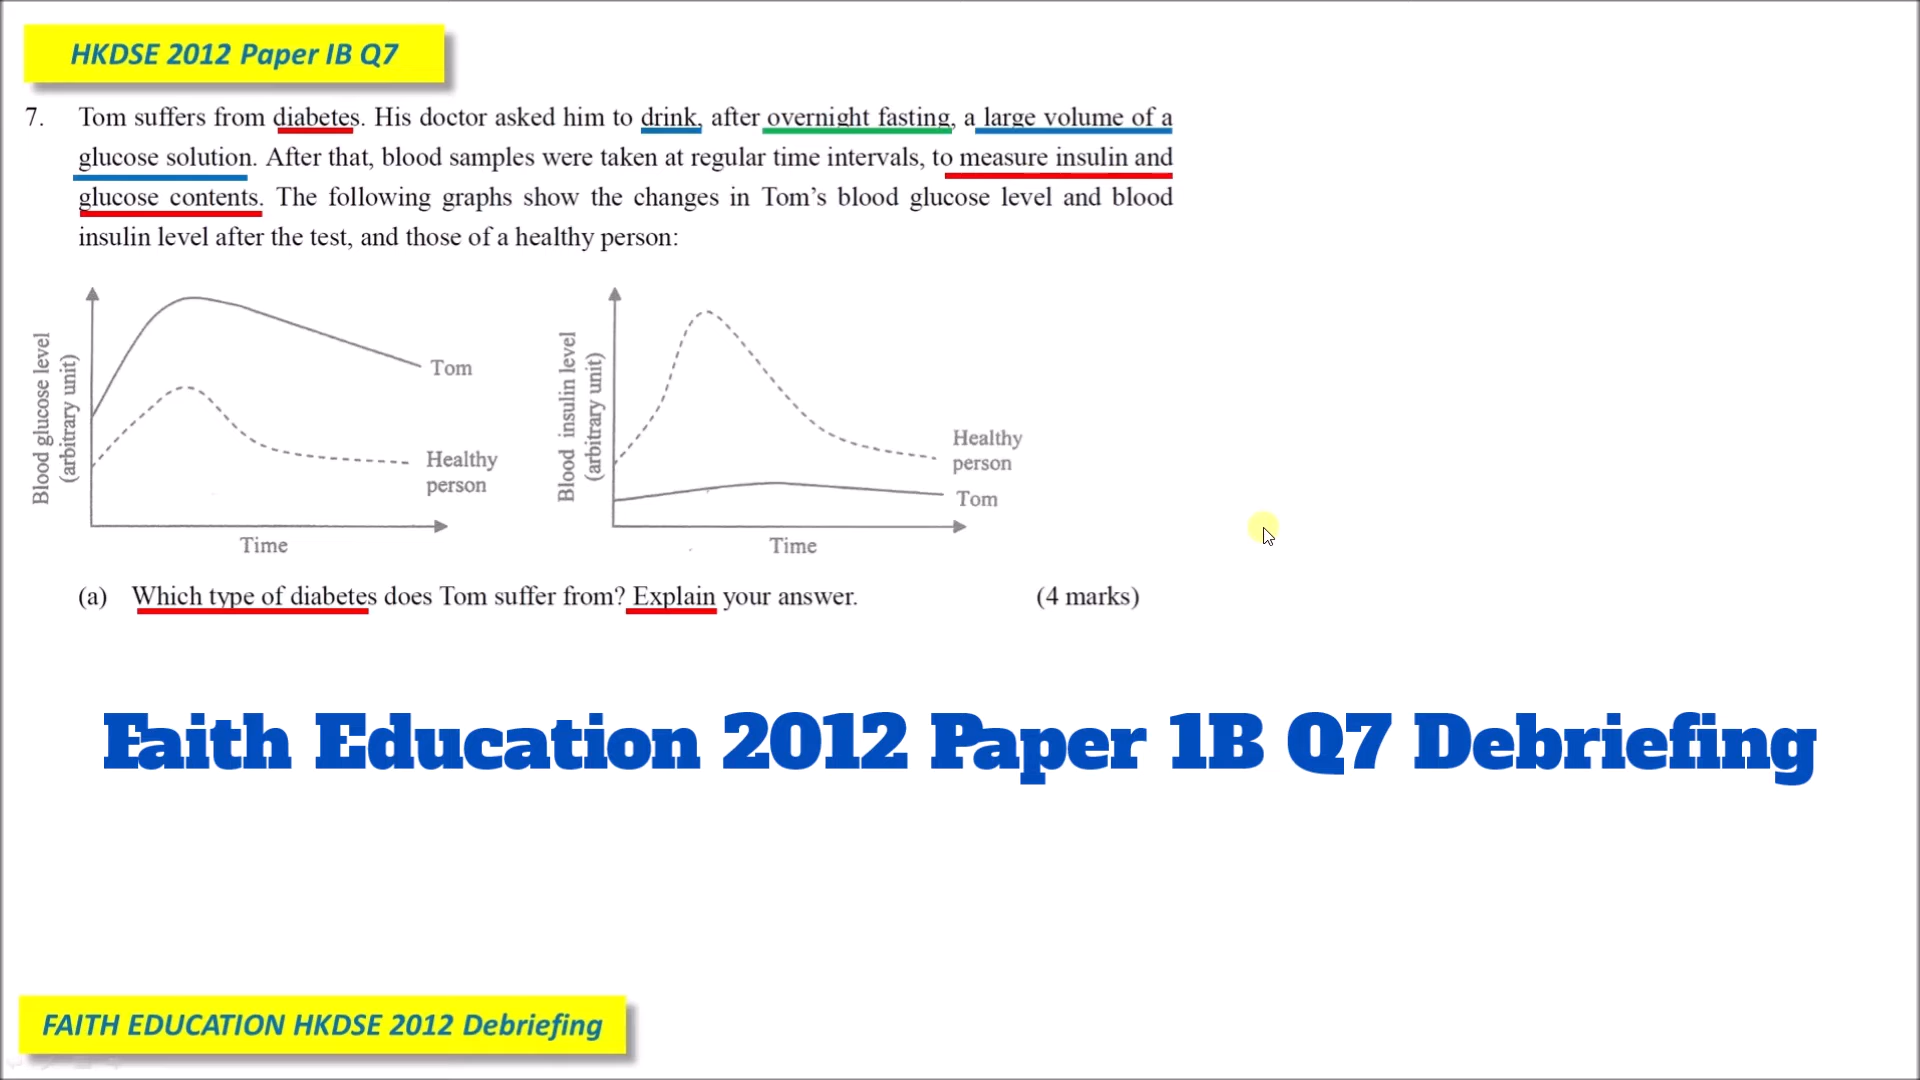 HKDSE 2012 Paper IB Q7
7. Tom suffers from diabetes. His doctor asked him to drink, after overnight fasting, a large volume of a
glucose solution. After that, blood samples were taken at regular time intervals, to measure insulin and
glucose contents. The following graphs show the changes in Tom’s blood glucose level and blood
insulin level after the test, and those of a healthy person:
Blood glucose level
(arbitrary unit)
Tom
Healthy
person
Time
Blood insulin level
(arbitrary unit)
Healthy
person
Tom
Time
(a) Which type of diabetes does Tom suffer from? Explain your answer. (4 marks)
Faith Education 2012 Paper 1B Q7 Debriefing
FAITH EDUCATION HKDSE 2012 Debriefing